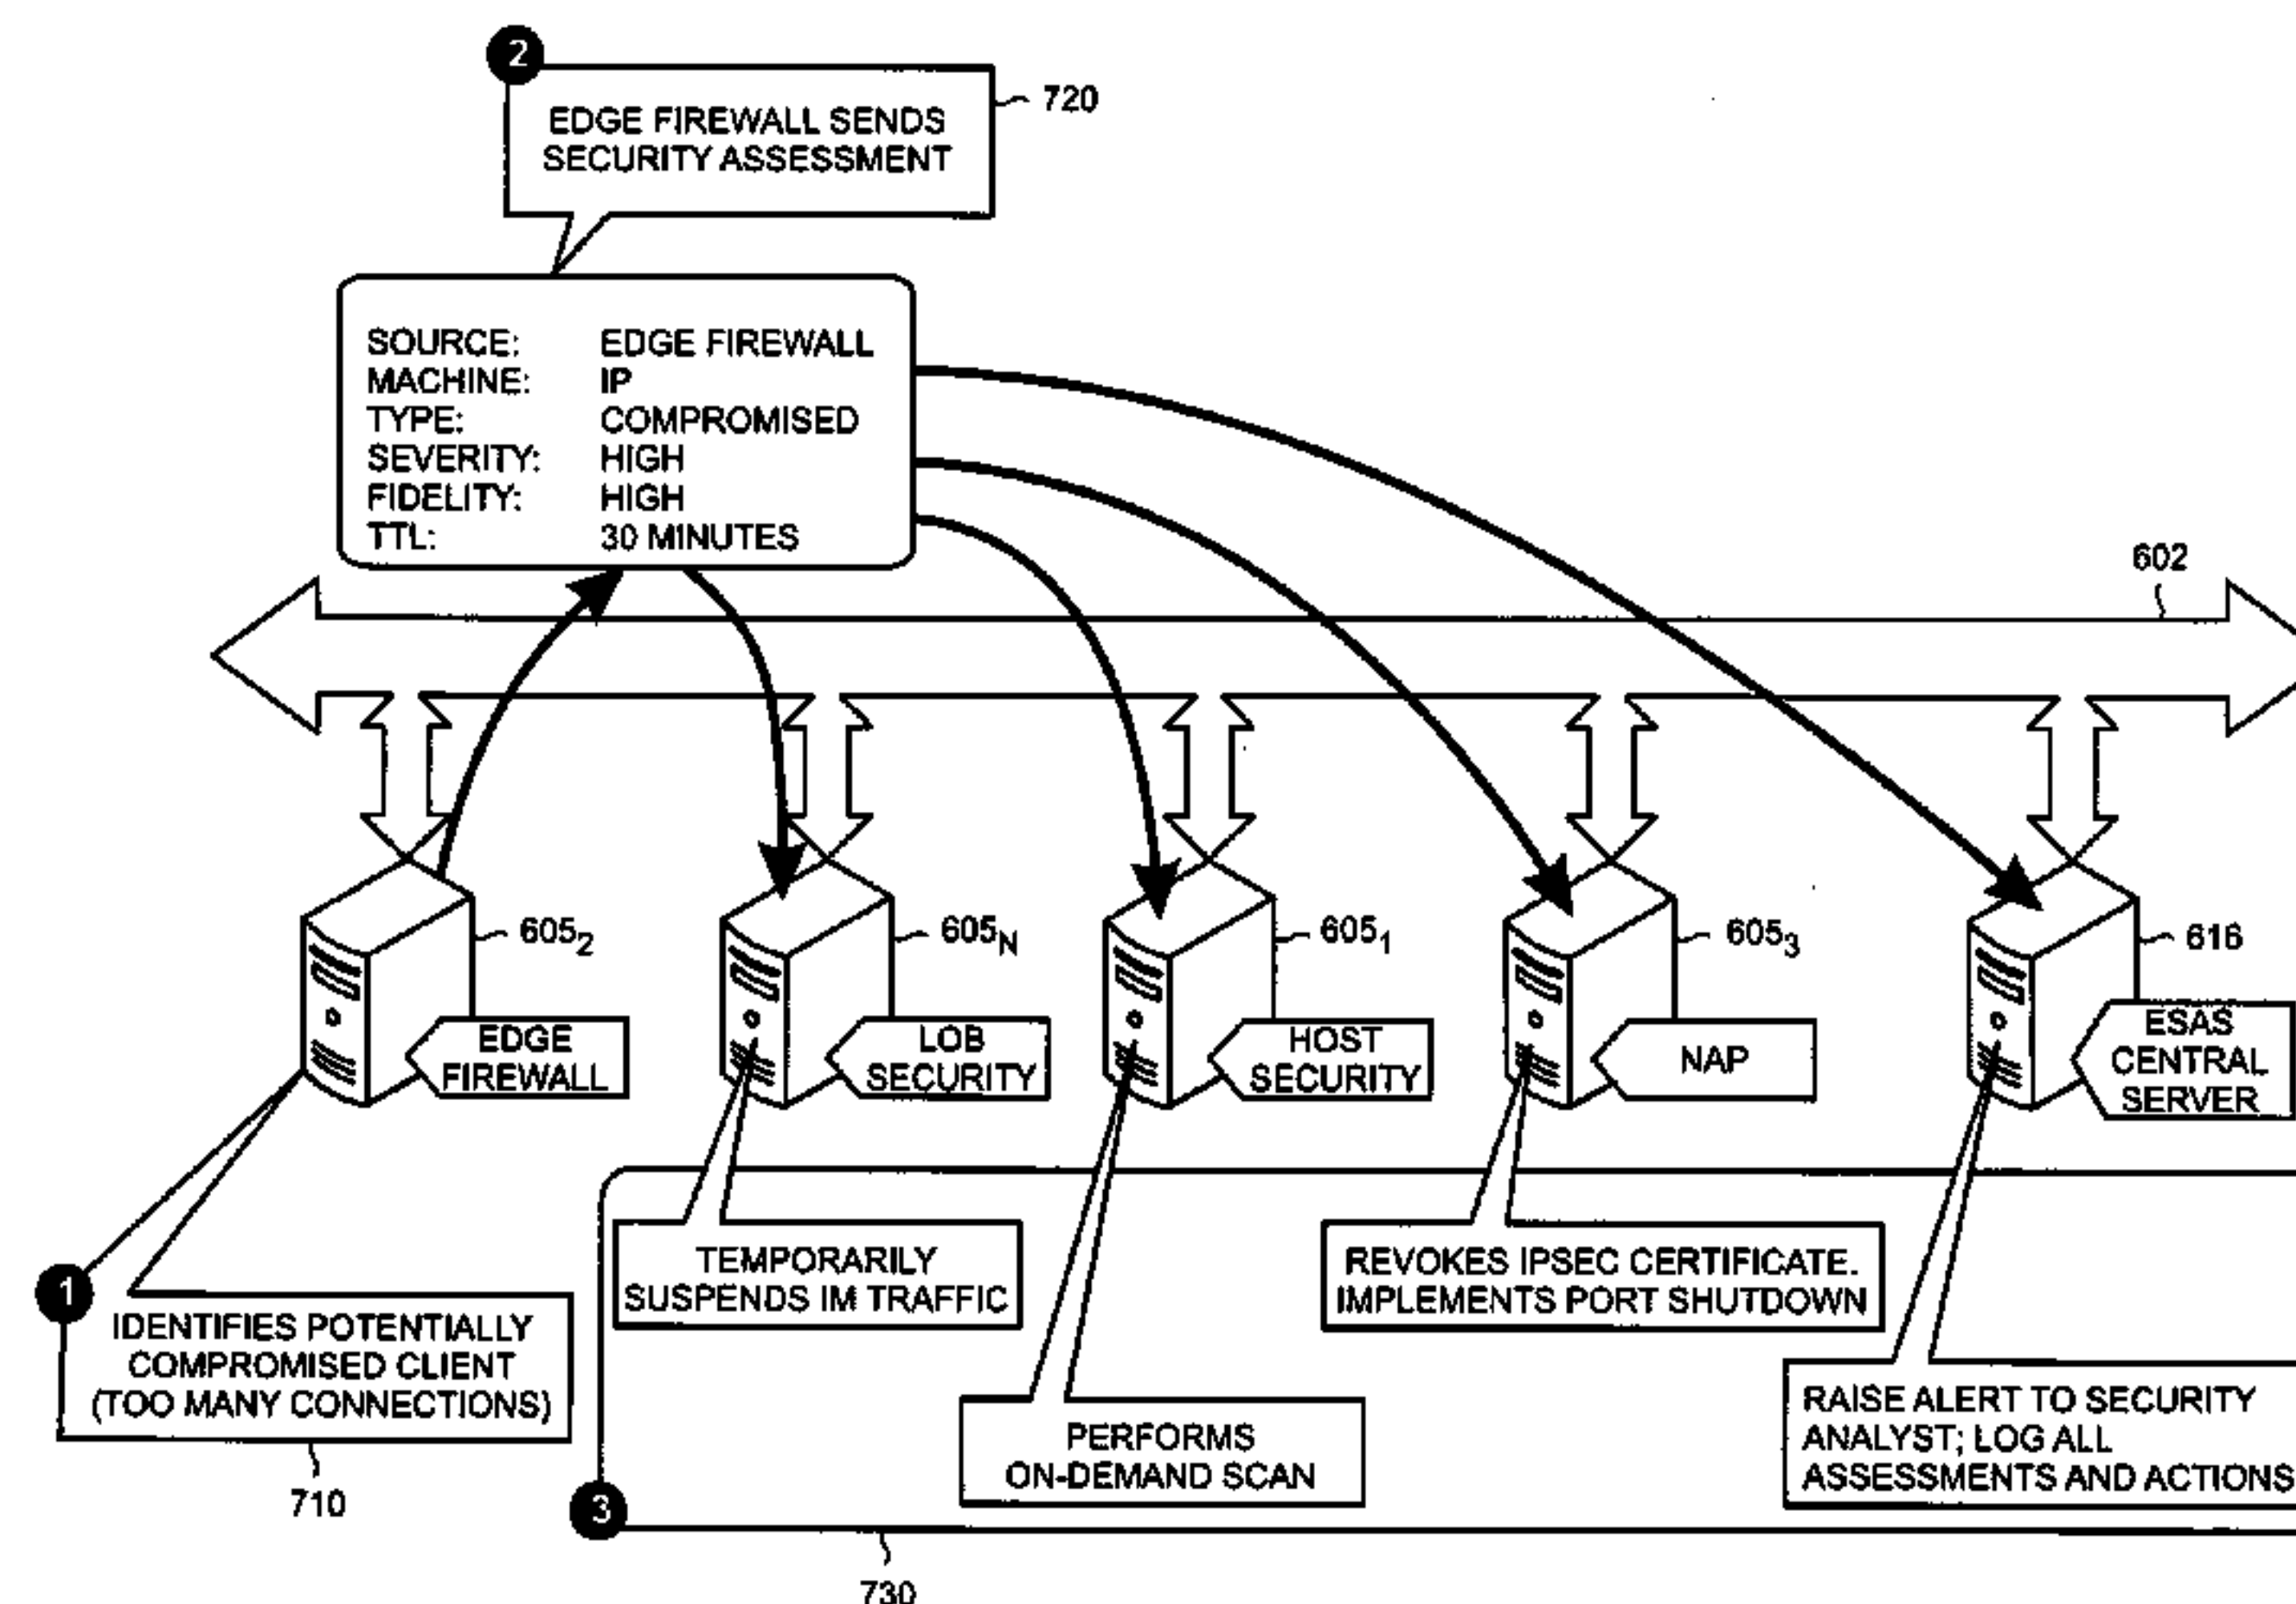 2
EDGE FIREWALL SENDS
SECURITY ASSESSMENT
720
SOURCE: EDGE FIREWALL
MACHINE: IP
TYPE: COMPROMISED
SEVERITY: HIGH
FIDELITY: HIGH
TTL: 30 MINUTES
602
605₂
605N
605₁
605₃
616
EDGE
FIREWALL
LOB
SECURITY
HOST
SECURITY
NAP
ESAS
CENTRAL
SERVER
1
IDENTIFIES POTENTIALLY
COMPROMISED CLIENT
(TOO MANY CONNECTIONS)
710
TEMPORARILY
SUSPENDS IM TRAFFIC
PERFORMS
ON-DEMAND SCAN
REVOKES IPSEC CERTIFICATE.
IMPLEMENTS PORT SHUTDOWN
RAISE ALERT TO SECURITY
ANALYST; LOG ALL
ASSESSMENTS AND ACTIONS
3
730